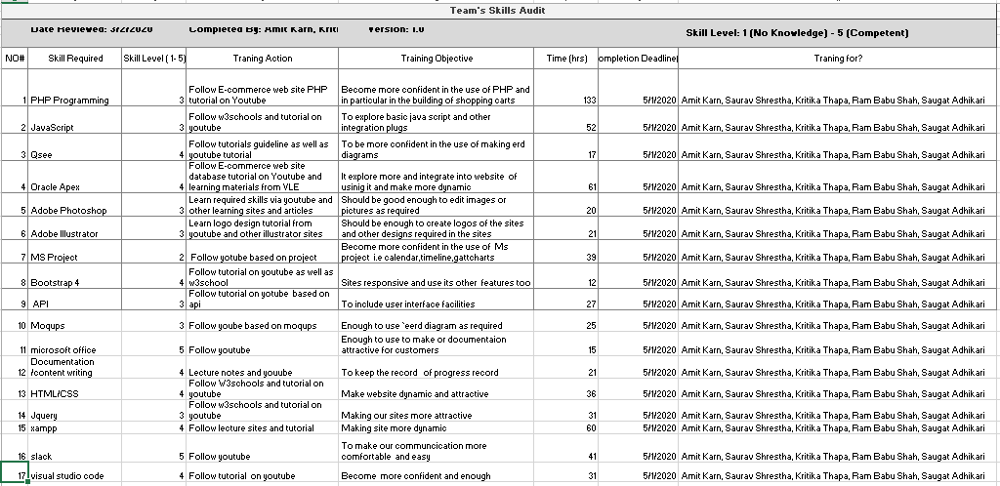 Team's Skills Audit
Date Reviewed: 3/2/2020 Completed By: Amit Karn, Kriti Version: 1.0 Skill Level: 1 (No Knowledge) - 5 (Competent)
NO# Skill Required Skill Level ( 1- 5) Traning Action Traning Objective Time (hrs) ompletion Deadline Traning for?
1 PHP Programming 3 Follow E-commerce web site PHP tutorial on Youtube Become more confident in the use of PHP and in particular in the building of shopping carts 133 5/1/2020 Amit Karn, Saurav Shrestha, Kritika Thapa, Ram Babu Shah, Saugat Adhikari
2 JavaScript 3 Follow w3schools and tutorial on youtube To explore basic java script and other integration plugs 52 5/1/2020 Amit Karn, Saurav Shrestha, Kritika Thapa, Ram Babu Shah, Saugat Adhikari
3 Qsee 4 Follow tutorials guideline as well as youtube tutorial To be more confident in the use of making erd diagrams 17 5/1/2020 Amit Karn, Saurav Shrestha, Kritika Thapa, Ram Babu Shah, Saugat Adhikari
4 Oracle Apex 4 Follow E-commerce web site database tutorial on Youtube and learning materials from VLE It explore more and integrate into website of usinig it and make more dynamic 61 5/1/2020 Amit Karn, Saurav Shrestha, Kritika Thapa, Ram Babu Shah, Saugat Adhikari
5 Adobe Photoshop 3 Learn required skills via youtube and other learning sites and articles Should be good enough to edit images or pictures as required 20 5/1/2020 Amit Karn, Saurav Shrestha, Kritika Thapa, Ram Babu Shah, Saugat Adhikari
6 Adobe Illustrator 3 Learn logo design tutorial from youtube and other illustrator sites Should be enough to create logos of the sites and other designs required in the sites 21 5/1/2020 Amit Karn, Saurav Shrestha, Kritika Thapa, Ram Babu Shah, Saugat Adhikari
7 MS Project 2 Follow yotube based on project Become more confident in the use of Ms project i.e calendar,timeline,gattcharts 39 5/1/2020 Amit Karn, Saurav Shrestha, Kritika Thapa, Ram Babu Shah, Saugat Adhikari
8 Bootstrap 4 4 Follow tutorial on youtube as well as w3school Sites responsive and use its other features too 12 5/1/2020 Amit Karn, Saurav Shrestha, Kritika Thapa, Ram Babu Shah, Saugat Adhikari
9 API 3 Follow tutorial on yotube based on api To include user interface facilities 27 5/1/2020 Amit Karn, Saurav Shrestha, Kritika Thapa, Ram Babu Shah, Saugat Adhikari
10 Moqups 3 Follow yoube based on moqups Enough to use `eerd diagram as required 25 5/1/2020 Amit Karn, Saurav Shrestha, Kritika Thapa, Ram Babu Shah, Saugat Adhikari
11 microsoft office 5 Follow youtube Enough to use to make or documentaion attractive for customers 15 5/1/2020 Amit Karn, Saurav Shrestha, Kritika Thapa, Ram Babu Shah, Saugat Adhikari
12 Documentation /content writing 4 Lecture notes and yooube To keep the record of progress record 21 5/1/2020 Amit Karn, Saurav Shrestha, Kritika Thapa, Ram Babu Shah, Saugat Adhikari
13 HTML/CSS 4 Follow W3schools and tutorial on youtube Make website dynamic and attractive 36 5/1/2020 Amit Karn, Saurav Shrestha, Kritika Thapa, Ram Babu Shah, Saugat Adhikari
14 Jquery 3 Follow w3schools and tutorial on youtube Making our sites more attractive 31 5/1/2020 Amit Karn, Saurav Shrestha, Kritika Thapa, Ram Babu Shah, Saugat Adhikari
15 xampp 4 Follow lecture sites and tutorial Making site more dynamic 60 5/1/2020 Amit Karn, Saurav Shrestha, Kritika Thapa, Ram Babu Shah, Saugat Adhikari
16 slack 5 Follow youtube To make our communcication more comfortable and easy 41 5/1/2020 Amit Karn, Saurav Shrestha, Kritika Thapa, Ram Babu Shah, Saugat Adhikari
17 visual studio code 4 Follow tutorial on youtube Become more confident and enough 31 5/1/2020 Amit Karn, Saurav Shrestha, Kritika Thapa, Ram Babu Shah, Saugat Adhikari